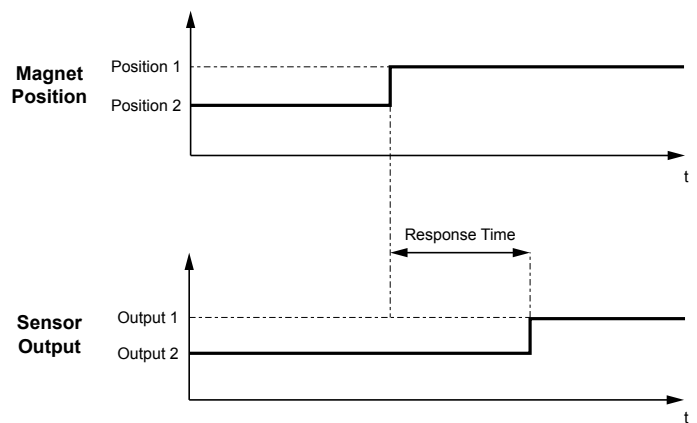 Magnet
Position
Position 1
Position 2
t
Response Time
Sensor
Output
Output 1
Output 2
t